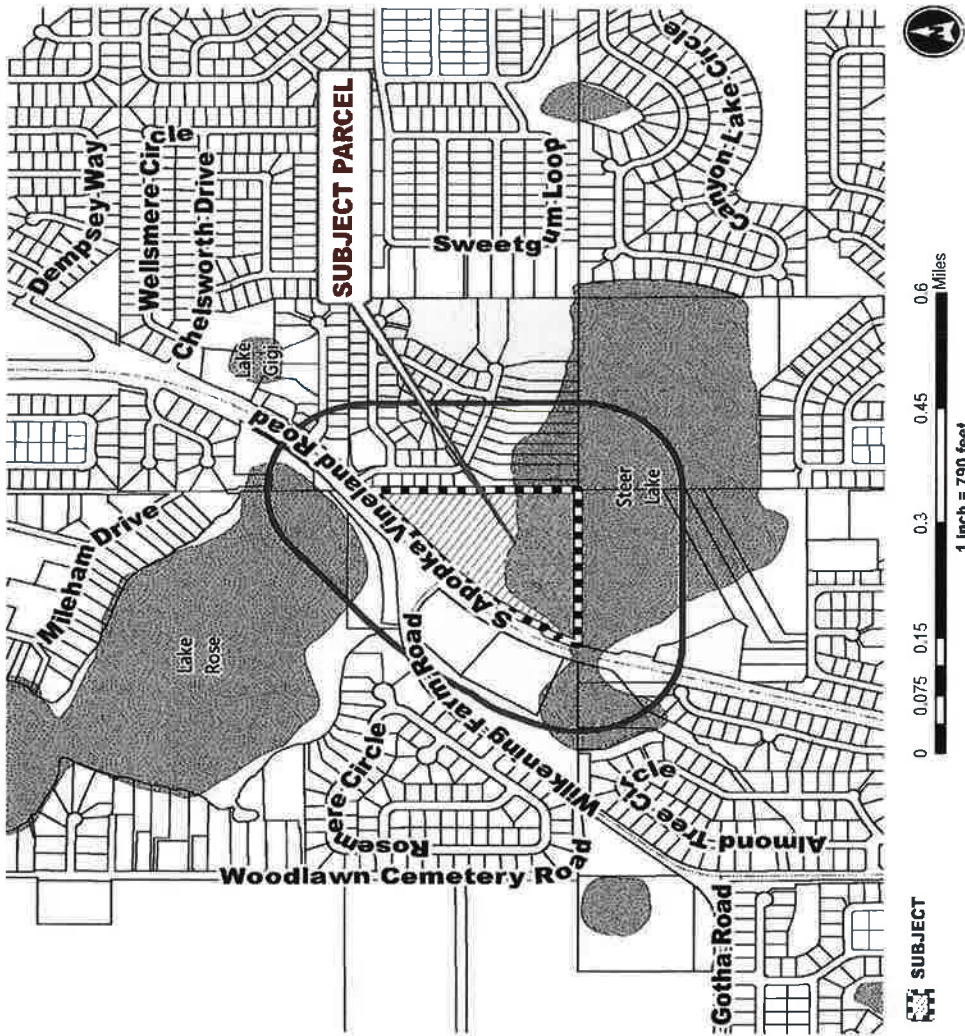 Dempsey Way
Wellsmere Circle
Chelsworth Drive
SUBJECT PARCEL
Mileham Drive
Lake
Gigi
Lake
Rose
S Apopka Vineland Road
Sweetgum Loop
Canyon Lake Circle
Wilkening Farm Road
Rosemere Circle
Woodlawn Cemetery Road
Steer
Lake
Almond Tree Circle
Gotha Road
SUBJECT
0 0.075 0.15 0.3 0.45 0.6
Miles
1 inch = 790 feet